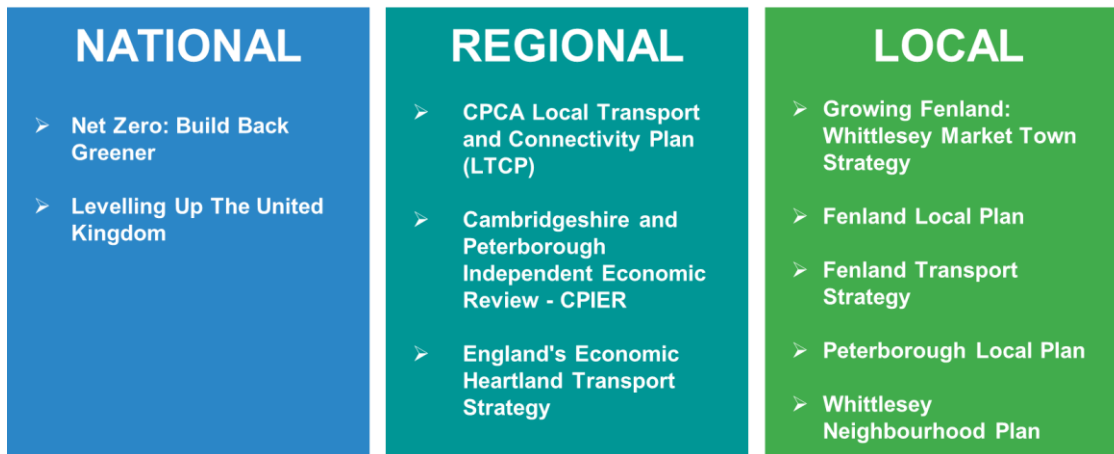 NATIONAL
➢ Net Zero: Build Back
Greener
➢ Levelling Up The United
Kingdom
REGIONAL
➢ CPCA Local Transport
and Connectivity Plan
(LTCP)
➢ Cambridgeshire and
Peterborough
Independent Economic
Review - CPIER
➢ England's Economic
Heartland Transport
Strategy
LOCAL
➢ Growing Fenland:
Whittlesey Market Town
Strategy
➢ Fenland Local Plan
➢ Fenland Transport
Strategy
➢ Peterborough Local Plan
➢ Whittlesey
Neighbourhood Plan